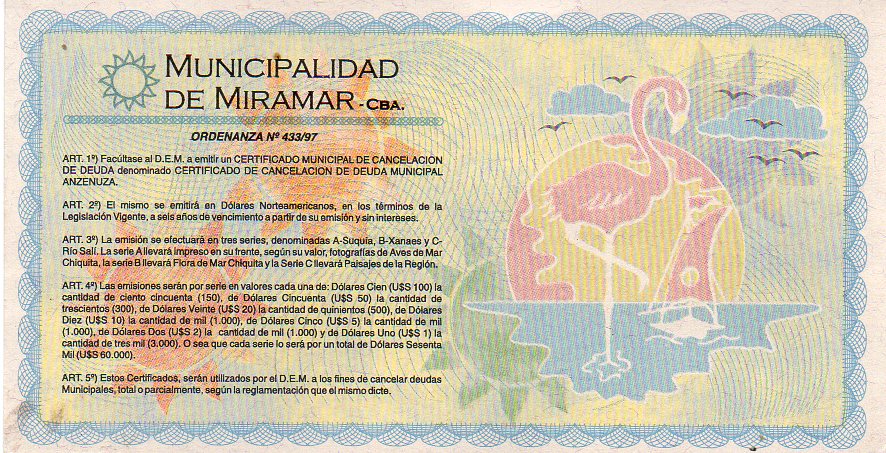 MUNICIPALIDAD
DE MIRAMAR - CBA.
ORDENANZA Nº 433/97
ART. 1º) Facúltase al D.E.M. a emitir un CERTIFICADO MUNICIPAL DE CANCELACION
DE DEUDA denominado CERTIFICADO DE CANCELACION DE DEUDA MUNICIPAL
ANZENUZA.
ART. 2º) El mismo se emitirá en Dólares Norteamericanos, en los términos de la
Legislación Vigente, a seis años de vencimiento a partir de su emisión y sin intereses.
ART. 3º) La emisión se efectuará en tres series, denominadas A-Suquía, B-Xanaes y C-
Río Salí. La serie A llevará impreso en su frente, según su valor, fotografías de Aves de Mar
Chiquita, la serie B llevará Flora de Mar Chiquita y la Serie C llevará Paisajes de la Región.
ART. 4º) Las emisiones serán por serie en valores cada una de: Dólares Cien (U$S 100) la
cantidad de ciento cincuenta (150), de Dólares Cincuenta (U$S 50) la cantidad de
trescientos (300), de Dólares Veinte (U$S 20) la cantidad de quinientos (500), de Dólares
Diez (U$S 10) la cantidad de mil (1.000), de Dólares Cinco (U$S 5) la cantidad de mil
(1.000), de Dólares Dos (U$S 2) la cantidad de mil (1.000) y de Dólares Uno (U$S 1) la
cantidad de tres mil (3.000). O sea que cada serie lo será por un total de Dólares Sesenta
Mil (U$S 60.000).
ART. 5º) Estos Certificados, serán utilizados por el D.E.M. a los fines de cancelar deudas
Municipales, total o parcialmente, según la reglamentación que el mismo dicte.